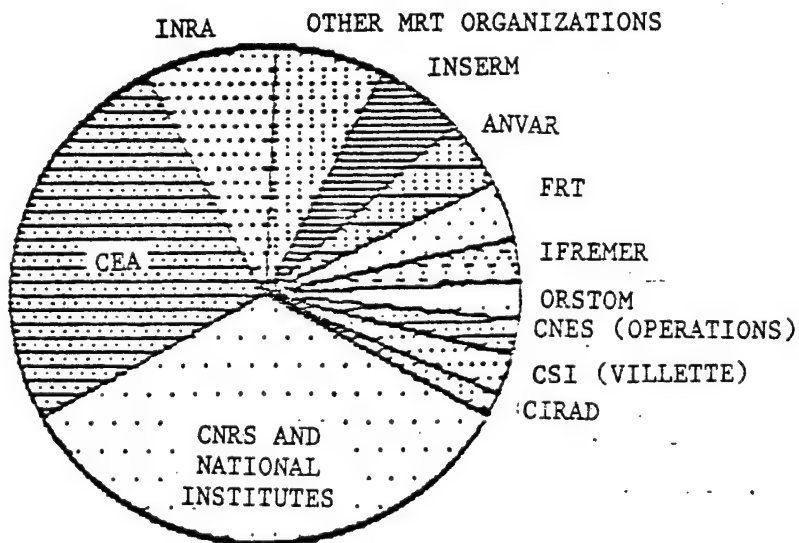 INRA
OTHER MRT ORGANIZATIONS
INSERM
ANVAR
FRT
IFREMER
ORSTOM
CNES (OPERATIONS)
CSI (VILLETTE)
CIRAD
CEA
CNRS AND
NATIONAL
INSTITUTES